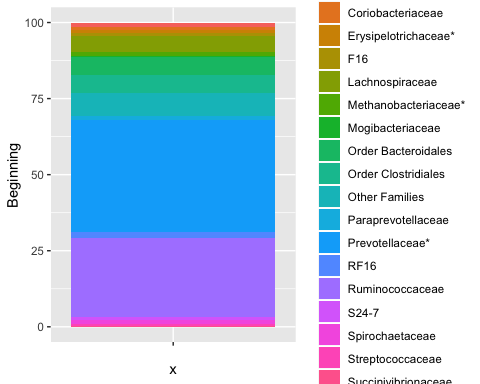 100
75
50
25
0
Beginning
x
Coriobacteriaceae
Erysipelotrichaceae*
F16
Lachnospiraceae
Methanobacteriaceae*
Mogibacteriaceae
Order Bacteroidales
Order Clostridiales
Other Families
Paraprevotellaceae
Prevotellaceae*
RF16
Ruminococcaceae
S24-7
Spirochaetaceae
Streptococcaceae
Succinivibrionaceae